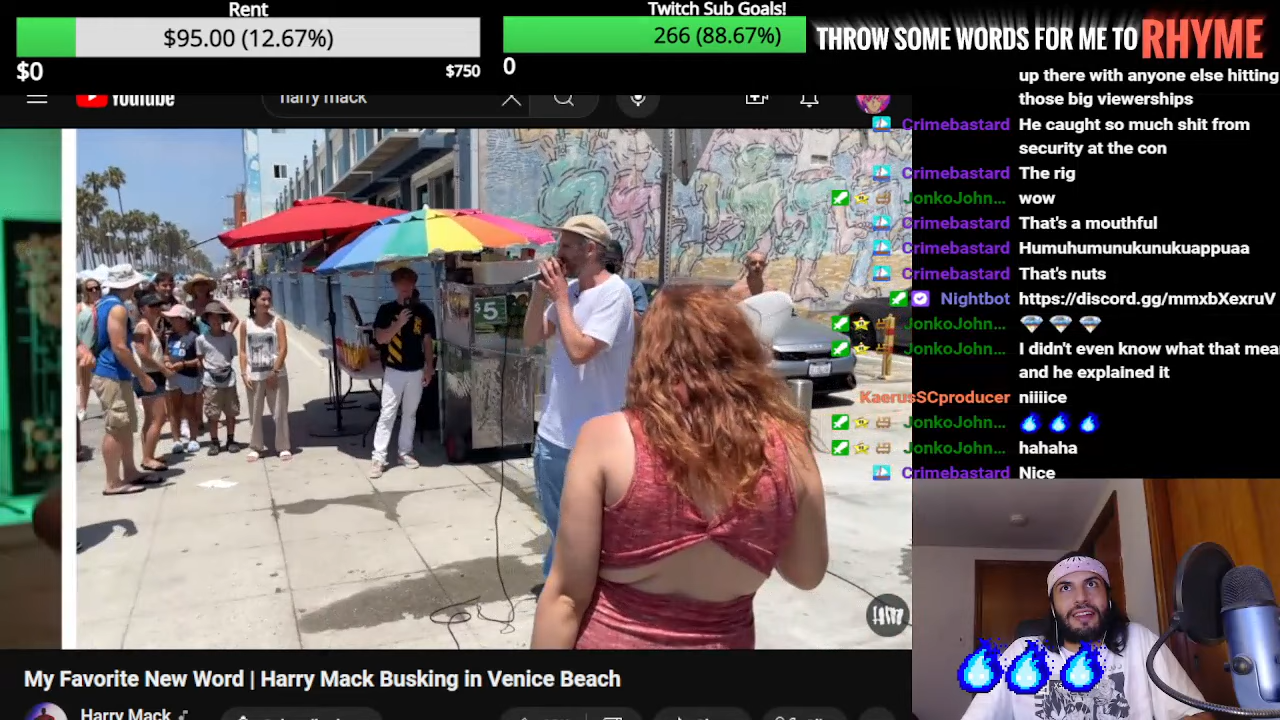 Rent
$95.00 (12.67%)
$0
$750
Twitch Sub Goals!
266 (88.67%)
0
THROW SOME WORDS FOR ME TO RHYME
YouTube
harry mack
$5
up there with anyone else hitting
those big viewerships
Crimebastard He caught so much shit from
security at the con
Crimebastard The rig
JonkoJohn... wow
Crimebastard That's a mouthful
Crimebastard Humuhumunukunukuappuaa
Crimebastard That's nuts
Nightbot https://discord.gg/mmxbXexruV
JonkoJohn...
JonkoJohn... I didn't even know what that mea
and he explained it
KaerusSCproducer niiiice
JonkoJohn...
JonkoJohn... hahaha
Crimebastard Nice
My Favorite New Word | Harry Mack Busking in Venice Beach
Harry Mack